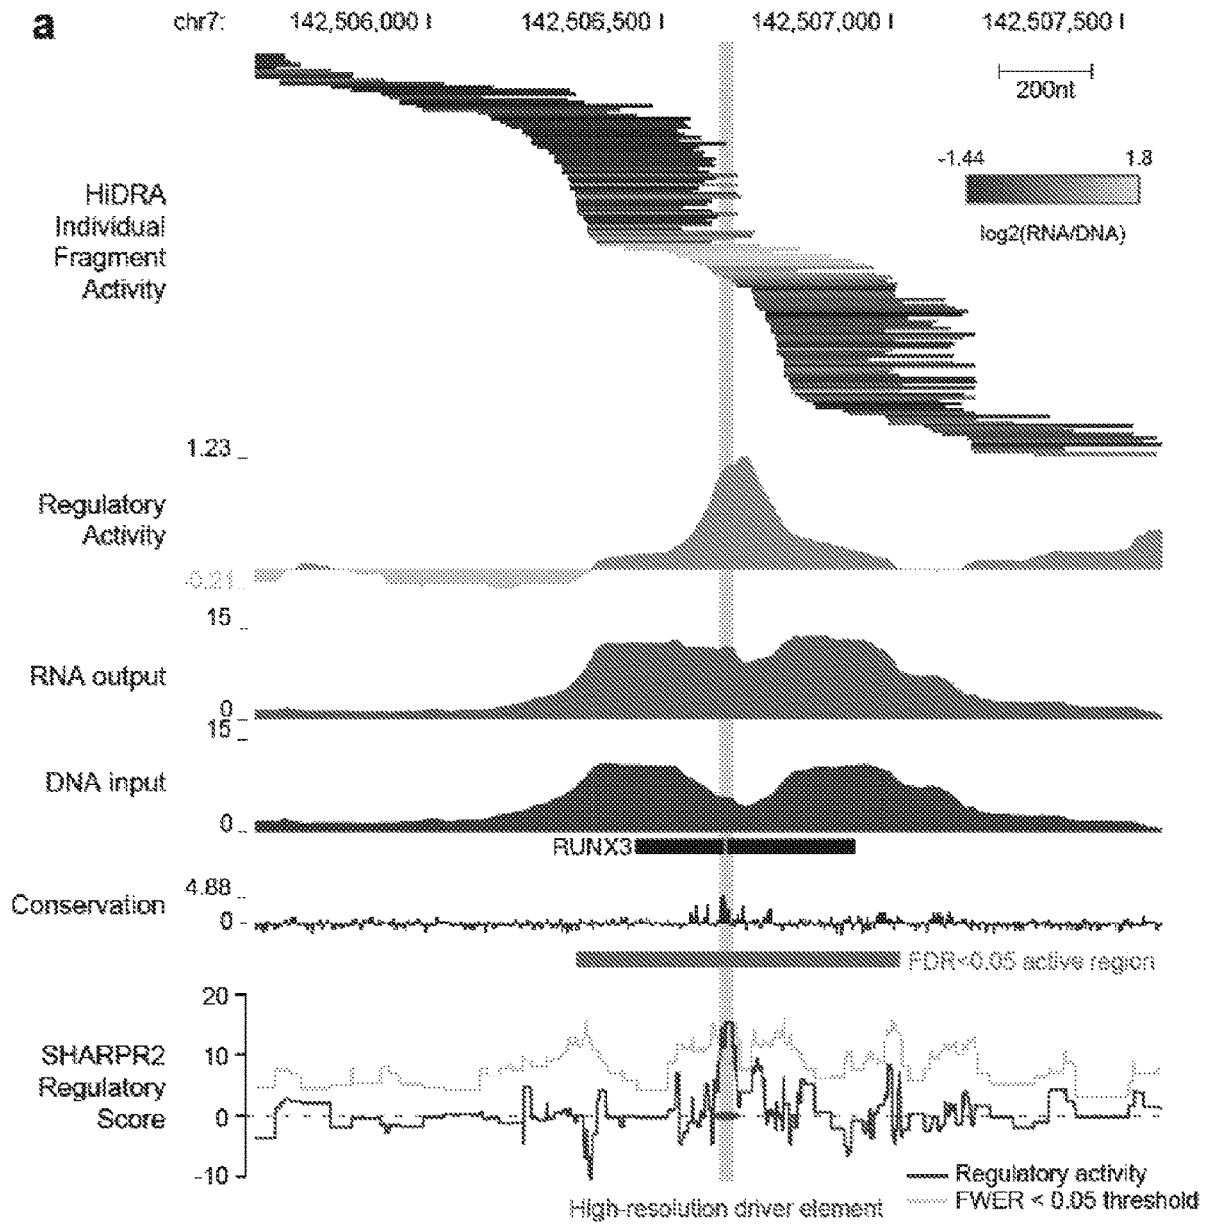 a
chr7: 142,506,000 | 142,506,500 | 142,507,000 | 142,507,500 |
200nt
-1.44 1.8
log2(RNA/DNA)
HiDRA
Individual
Fragment
Activity
1.23
Regulatory
Activity
-0.21
15
RNA output
0
15
DNA input
0
RUNX3
4.88
Conservation
0
FDR<0.05 active region
20
SHARPR2
10
Regulatory
Score
0
-10
Regulatory activity
FWER < 0.05 threshold
High-resolution driver element